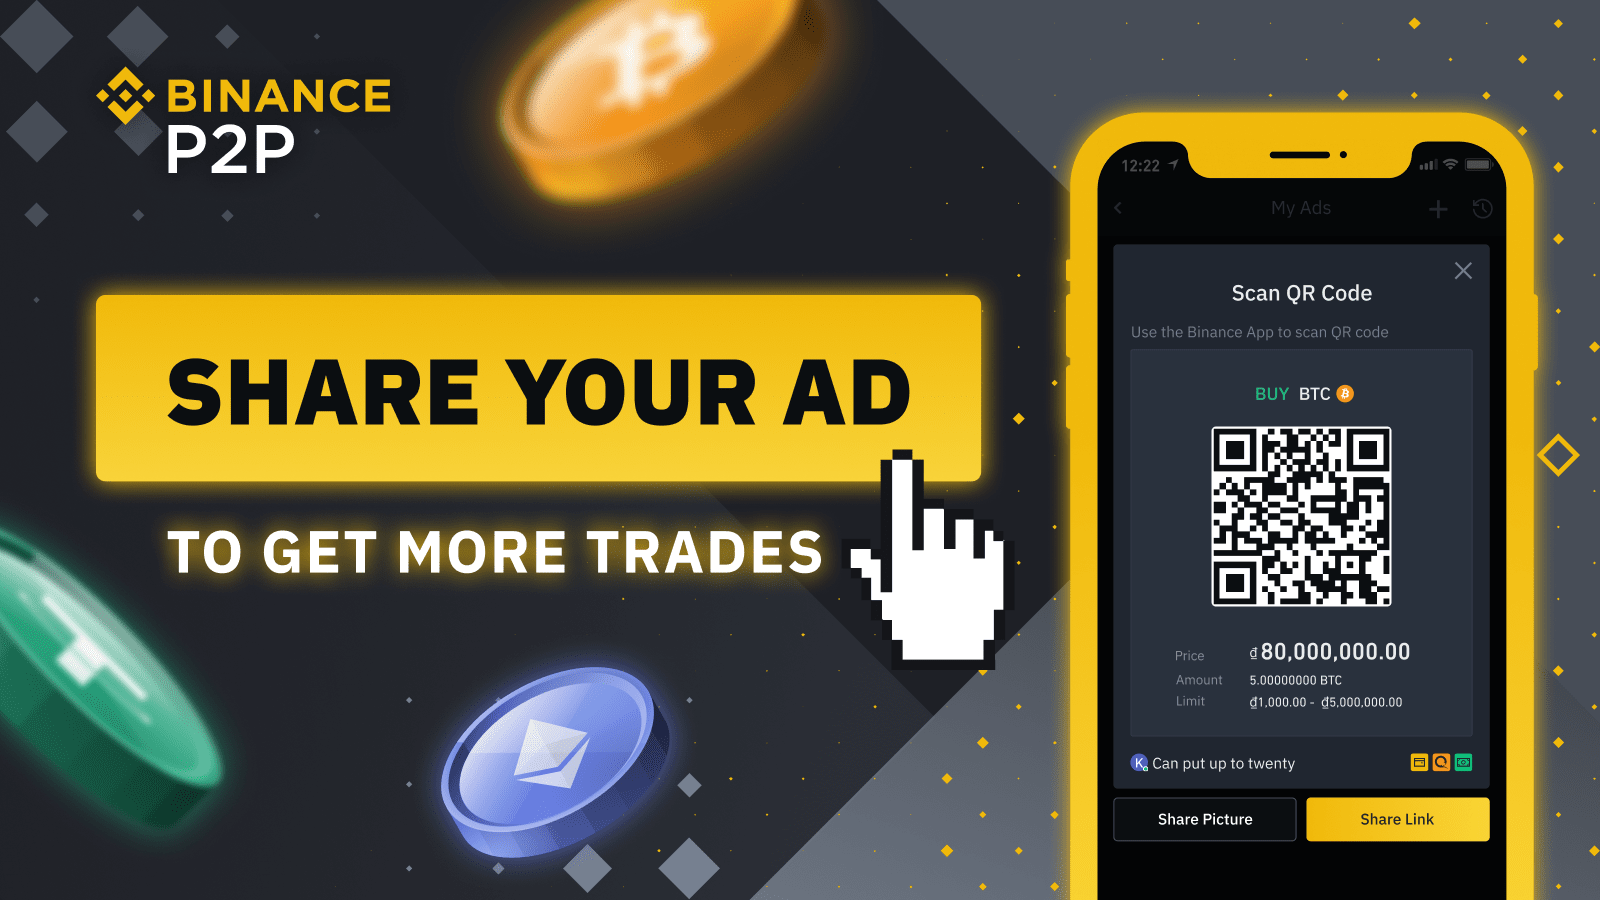 BINANCE
P2P
SHARE YOUR AD
TO GET MORE TRADES
12:22
My Ads
Scan QR Code
Use the Binance App to scan QR code
BUY BTC
Price ₫80,000,000.00
Amount 5.00000000 BTC
Limit ₫1,000.00 - ₫5,000,000.00
K Can put up to twenty
Share Picture Share Link